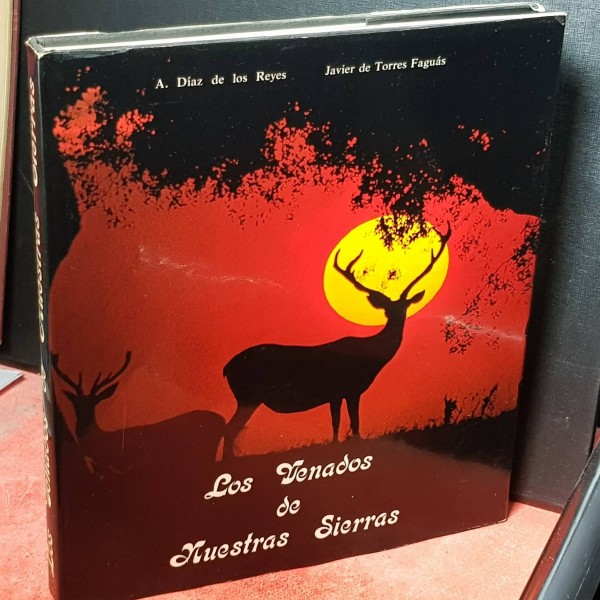 A. Díaz de los Reyes Javier de Torres Faguás
Los Venados
de
Nuestras Sierras